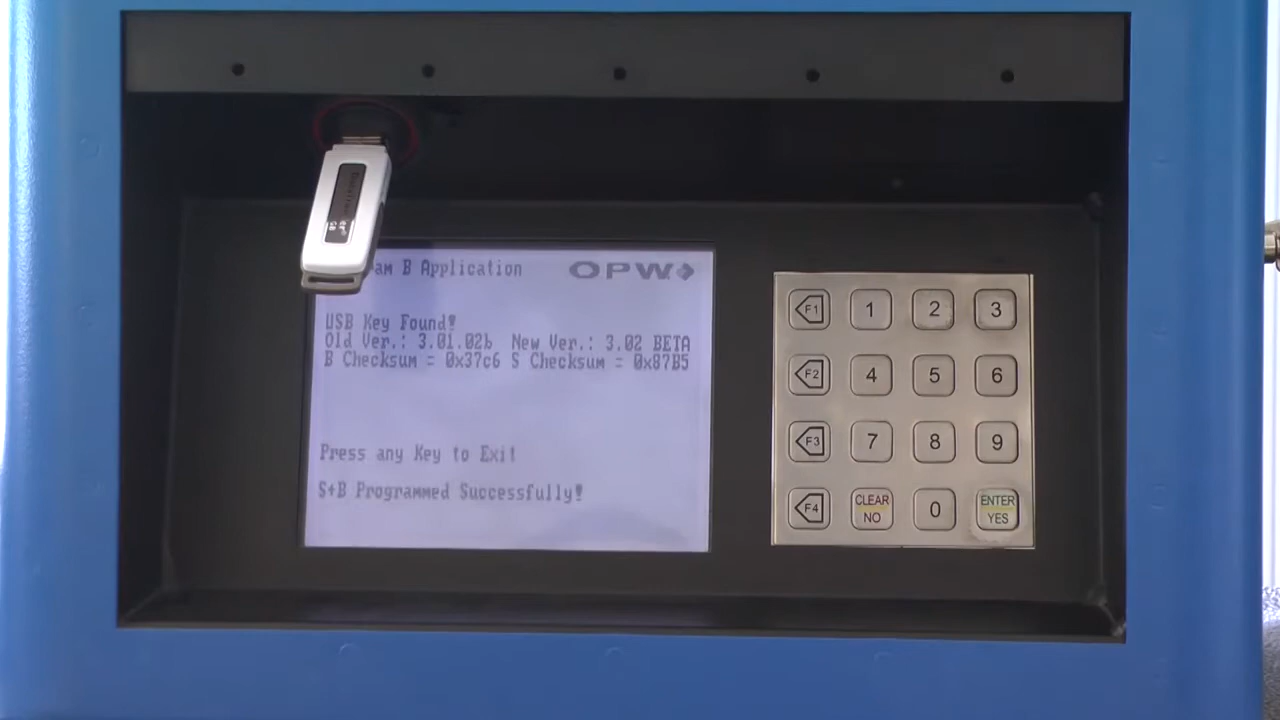 am B Application OPW
USB Key Found!
Old Ver.: 3.01.02b New Ver.: 3.02 BETA
B Checksum = 0x37c6 S Checksum = 0x87B5
Press any Key to Exit
S+B Programmed Successfully!
F1 1 2 3
F2 4 5 6
F3 7 8 9
F4 CLEAR NO 0 ENTER YES